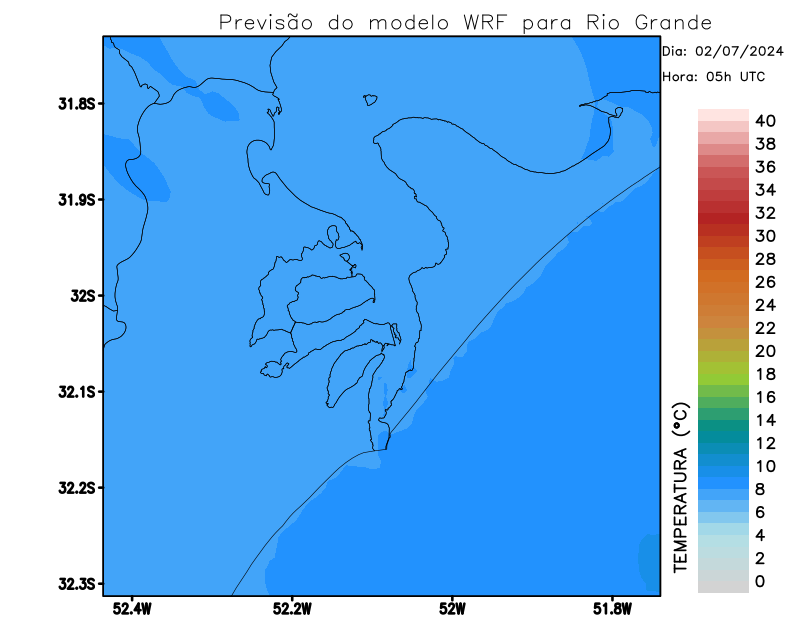 Previsão do modelo WRF para Rio Grande
Dia: 02/07/2024
Hora: 05h UTC
31.8S
31.9S
32S
32.1S
32.2S
32.3S
52.4W
52.2W
52W
51.8W
TEMPERATURA (°C)
40
38
36
34
32
30
28
26
24
22
20
18
16
14
12
10
8
6
4
2
0